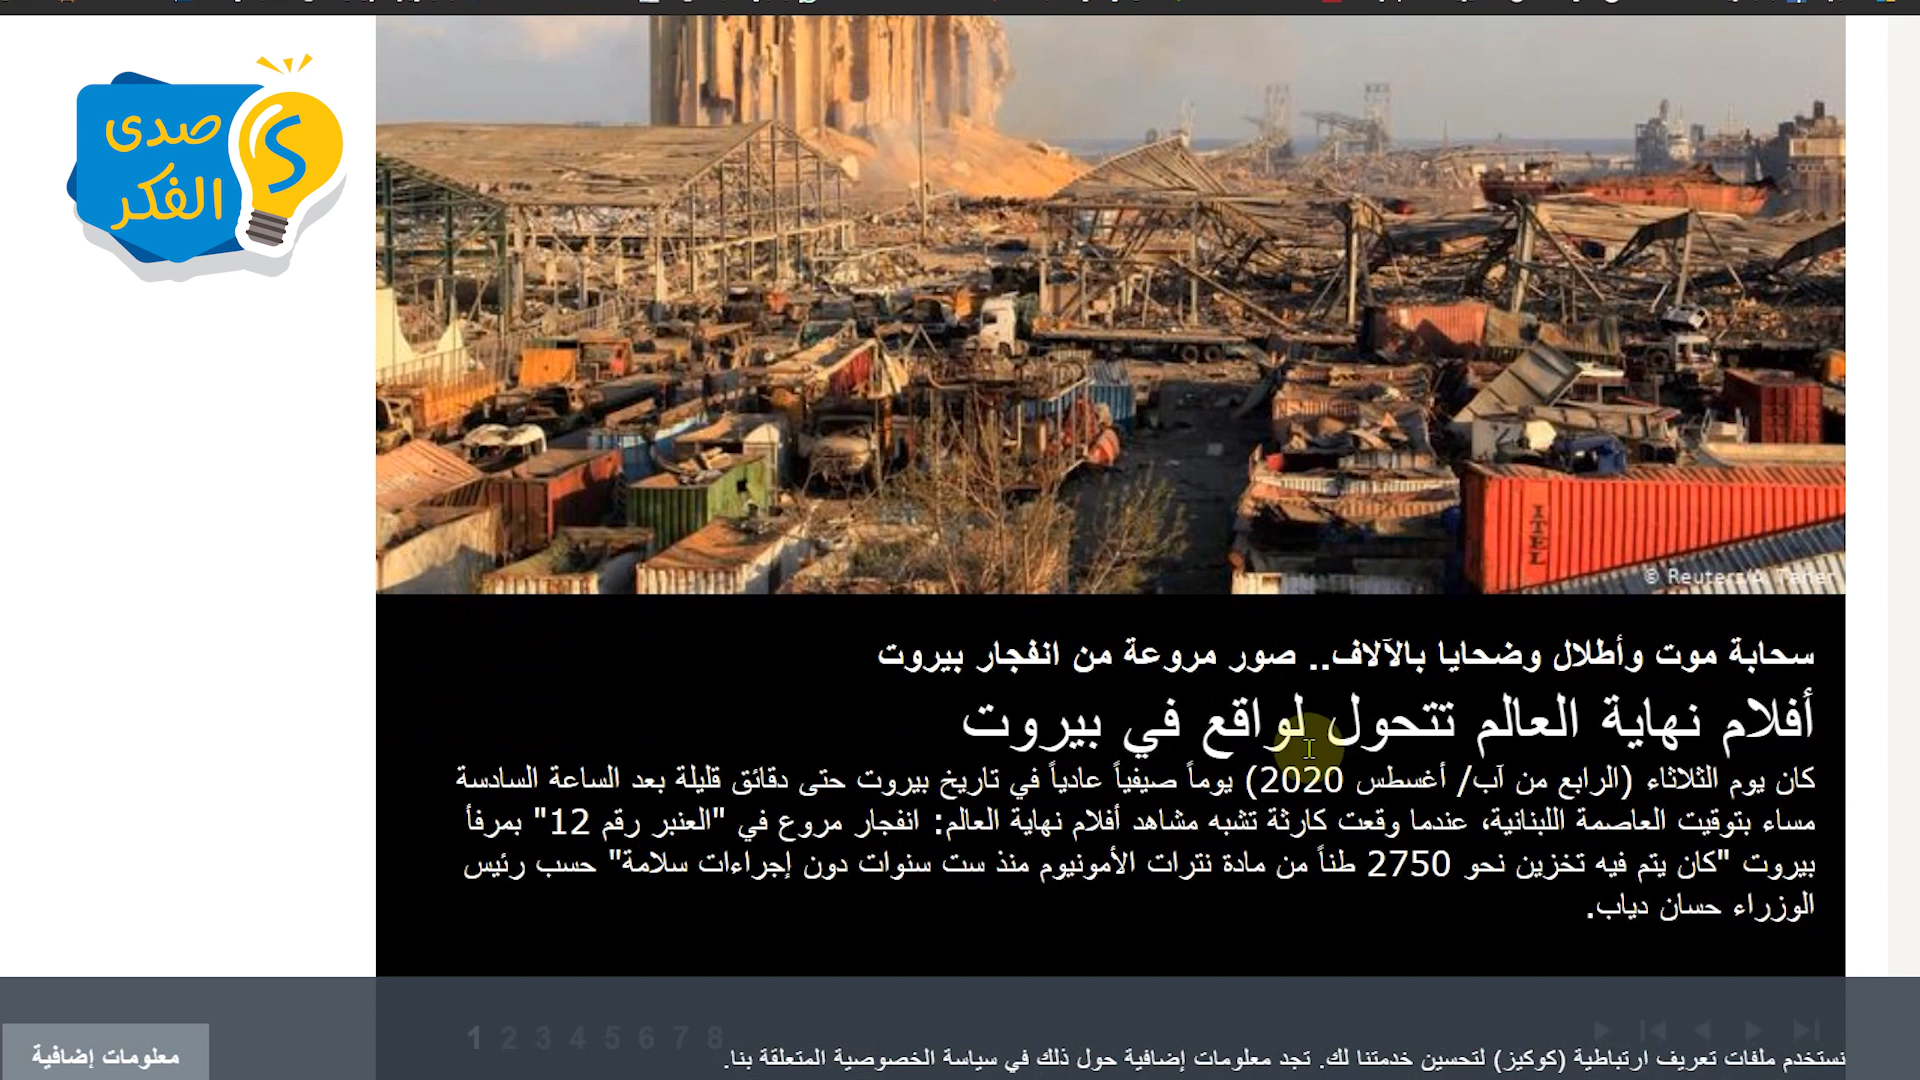 صدى
الفكر
ITEL
© Reuters/A. Taher
سحابة موت وأطلال وضحايا بالآلاف.. صور مروعة من انفجار بيروت
أفلام نهاية العالم تتحول لواقع في بيروت
كان يوم الثلاثاء (الرابع من آب/ أغسطس 2020) يوماً صيفياً عادياً في تاريخ بيروت حتى دقائق قليلة بعد الساعة السادسة
مساء بتوقيت العاصمة اللبنانية، عندما وقعت كارثة تشبه مشاهد أفلام نهاية العالم: انفجار مروع في "العنبر رقم 12" بمرفأ
بيروت "كان يتم فيه تخزين نحو 2750 طناً من مادة نترات الأمونيوم منذ ست سنوات دون إجراءات سلامة" حسب رئيس
الوزراء حسان دياب.
1 2 3 4 5 6 7 8
نستخدم ملفات تعريف ارتباطية (كوكيز) لتحسين خدمتنا لك. تجد معلومات إضافية حول ذلك في سياسة الخصوصية المتعلقة بنا.
معلومات إضافية